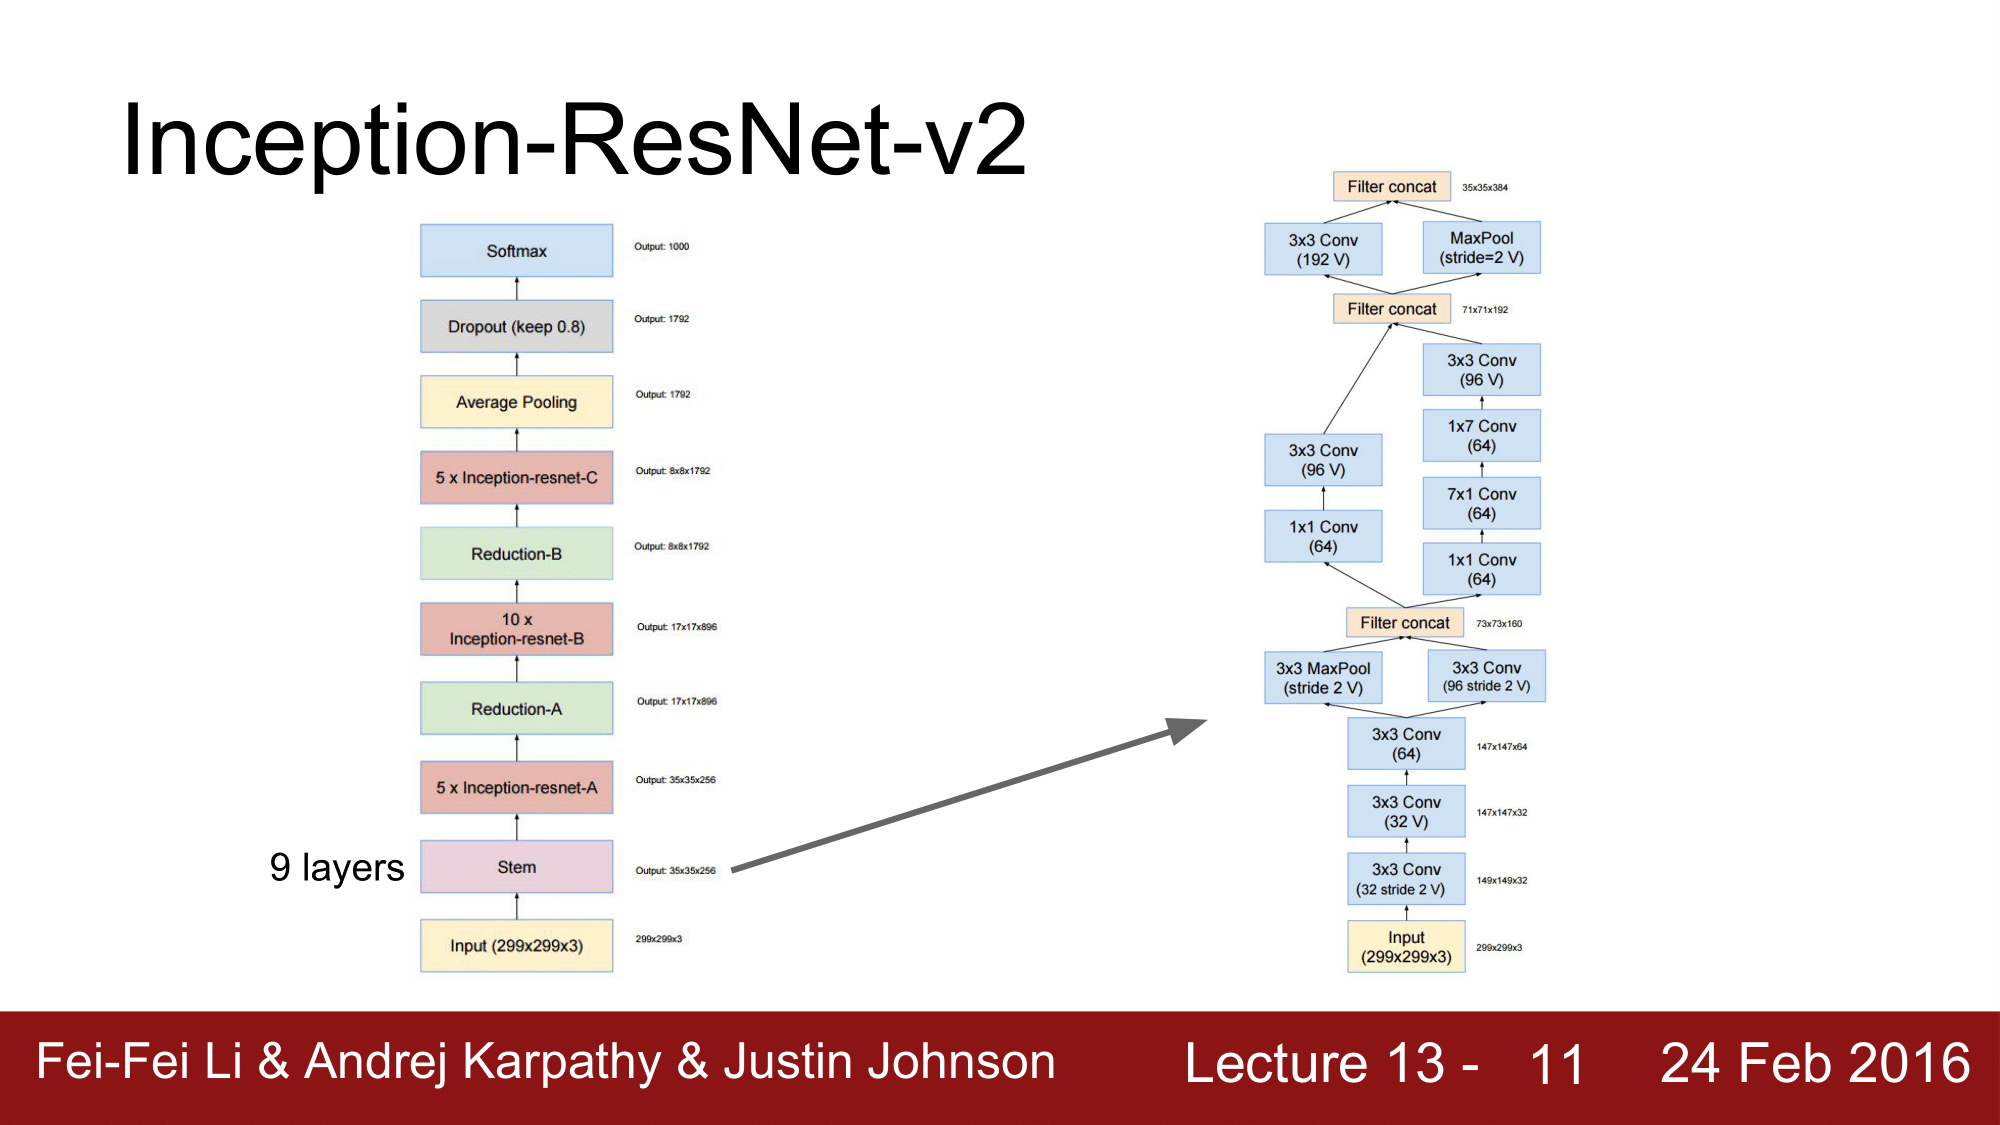 Inception-ResNet-v2
Softmax
Output: 1000
Dropout (keep 0.8)
Output: 1792
Average Pooling
Output: 1792
5 x Inception-resnet-C
Output: 8x8x1792
Reduction-B
Output: 8x8x1792
10 x
Inception-resnet-B
Output: 17x17x896
Reduction-A
Output: 17x17x896
5 x Inception-resnet-A
Output: 35x35x256
9 layers
Stem
Output: 35x35x256
Input (299x299x3)
299x299x3
Filter concat
35x35x384
3x3 Conv
(192 V)
MaxPool
(stride=2 V)
Filter concat
71x71x192
3x3 Conv
(96 V)
1x7 Conv
(64)
3x3 Conv
(96 V)
7x1 Conv
(64)
1x1 Conv
(64)
1x1 Conv
(64)
Filter concat
73x73x160
3x3 MaxPool
(stride 2 V)
3x3 Conv
(96 stride 2 V)
3x3 Conv
(64)
147x147x64
3x3 Conv
(32 V)
147x147x32
3x3 Conv
(32 stride 2 V)
149x149x32
Input
(299x299x3)
299x299x3
Fei-Fei Li & Andrej Karpathy & Justin Johnson
Lecture 13 - 11
24 Feb 2016